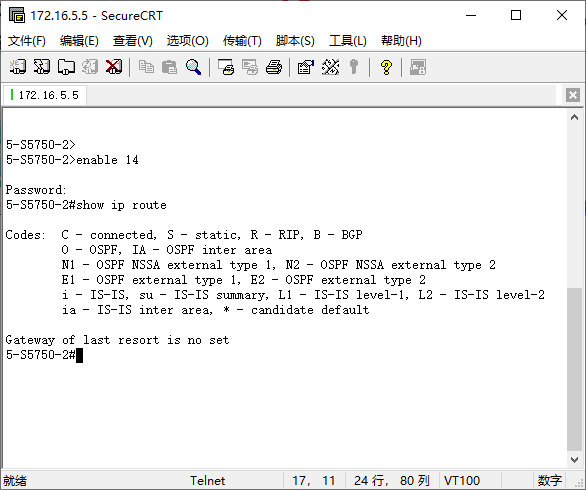 172.16.5.5 - SecureCRT
文件(F) 编辑(E) 查看(V) 选项(O) 传输(T) 脚本(S) 工具(L) 帮助(H)
172.16.5.5
5-S5750-2>
5-S5750-2>enable 14
Password:
5-S5750-2#show ip route
Codes:  C - connected, S - static, R - RIP, B - BGP
        O - OSPF, IA - OSPF inter area
        N1 - OSPF NSSA external type 1, N2 - OSPF NSSA external type 2
        E1 - OSPF external type 1, E2 - OSPF external type 2
        i - IS-IS, su - IS-IS summary, L1 - IS-IS level-1, L2 - IS-IS level-2
        ia - IS-IS inter area, * - candidate default
Gateway of last resort is no set
5-S5750-2#
就绪 Telnet 17, 11 24 行, 80 列 VT100 数字